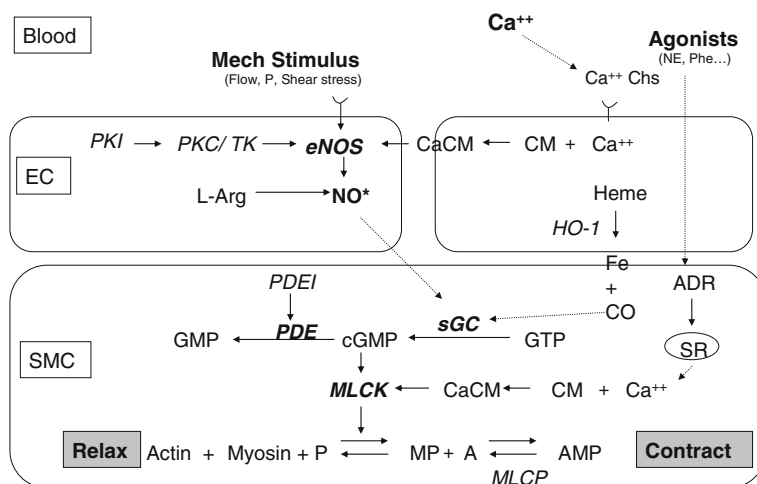 Blood
Ca++
Mech Stimulus
(Flow, P, Shear stress)
Agonists
(NE, Phe...)
Ca++ Chs
EC
PKI
PKC/ TK
eNOS
CaCM
CM + Ca++
L-Arg
NO*
Heme
HO-1
Fe
+
CO
ADR
SMC
PDEI
GMP
PDE
cGMP
sGC
GTP
SR
MLCK
CaCM
CM + Ca++
Relax
Actin + Myosin + P
MP + A
AMP
MLCP
Contract